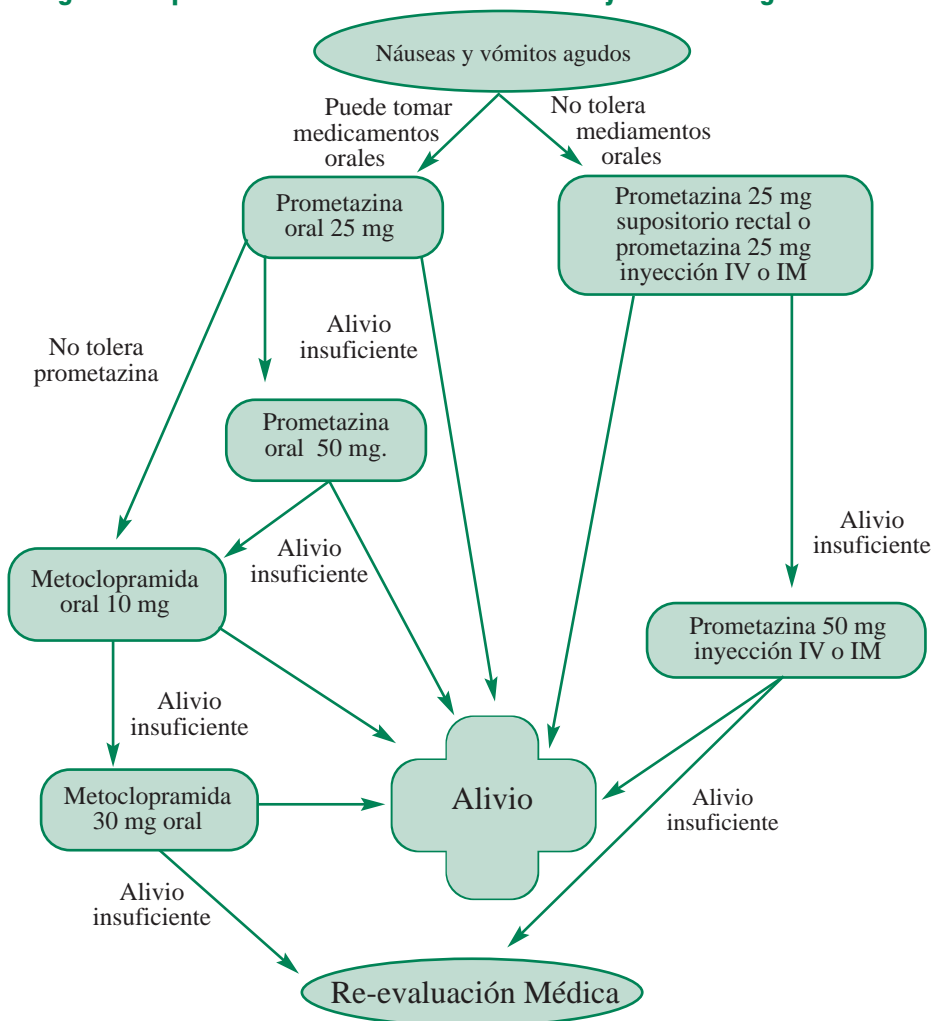 Náuseas y vómitos agudos
Puede tomar
medicamentos
orales
No tolera
mediamentos
orales
Prometazina
oral 25 mg
Prometazina 25 mg
supositorio rectal o
prometazina 25 mg
inyección IV o IM
No tolera
prometazina
Alivio
insuficiente
Prometazina
oral 50 mg.
Alivio
insuficiente
Alivio
insuficiente
Metoclopramida
oral 10 mg
Prometazina 50 mg
inyección IV o IM
Alivio
insuficiente
Metoclopramida
30 mg oral
Alivio
Alivio
insuficiente
Alivio
insuficiente
Re-evaluación Médica